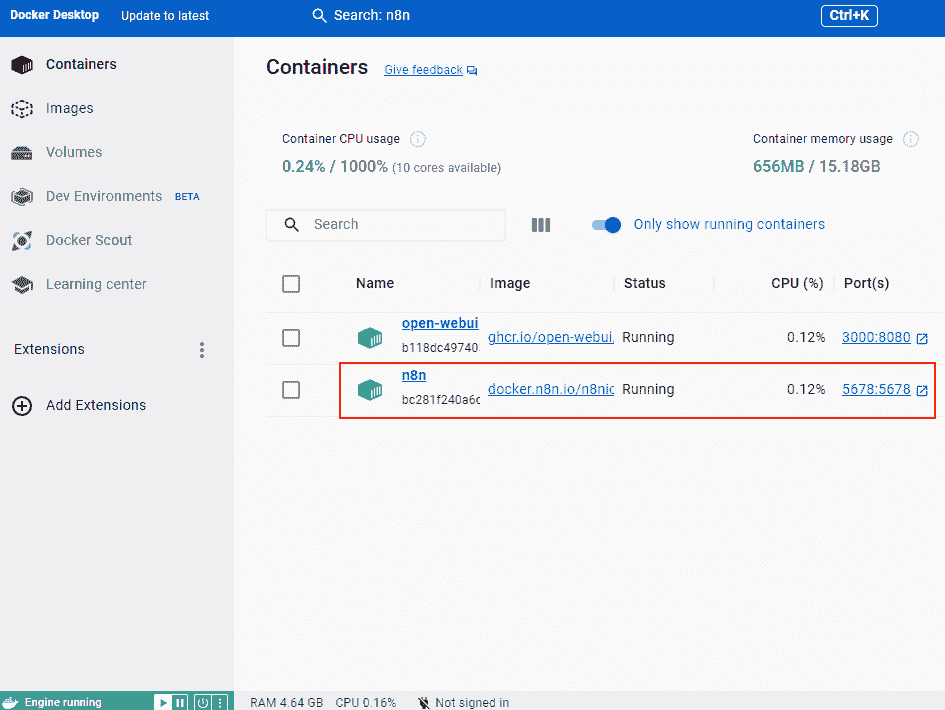 Docker Desktop Update to latest Search: n8n Ctrl+K
Containers
Images
Volumes
Dev Environments BETA
Docker Scout
Learning center
Extensions
Add Extensions
Containers Give feedback
Container CPU usage
0.24% / 1000% (10 cores available)
Container memory usage
656MB / 15.18GB
Search
Only show running containers
Name Image Status CPU (%) Port(s)
open-webui
b118dc49740 ghcr.io/open-webui. Running 0.12% 3000:8080
n8n
bc281f240a6c docker.n8n.io/n8nic Running 0.12% 5678:5678
Engine running RAM 4.64 GB CPU 0.16% Not signed in